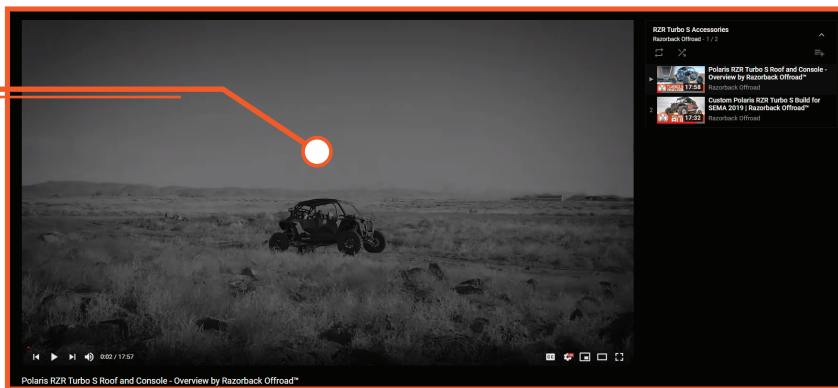 RZR Turbo S Accessories
Razorback Offroad - 1 / 2
Polaris RZR Turbo S Roof and Console -
Overview by Razorback Offroad™
17:58
Razorback Offroad
2
Custom Polaris RZR Turbo S Build for
SEMA 2019 | Razorback Offroad™
17:32
Razorback Offroad
0:02 / 17:57
CC
Polaris RZR Turbo S Roof and Console - Overview by Razorback Offroad™